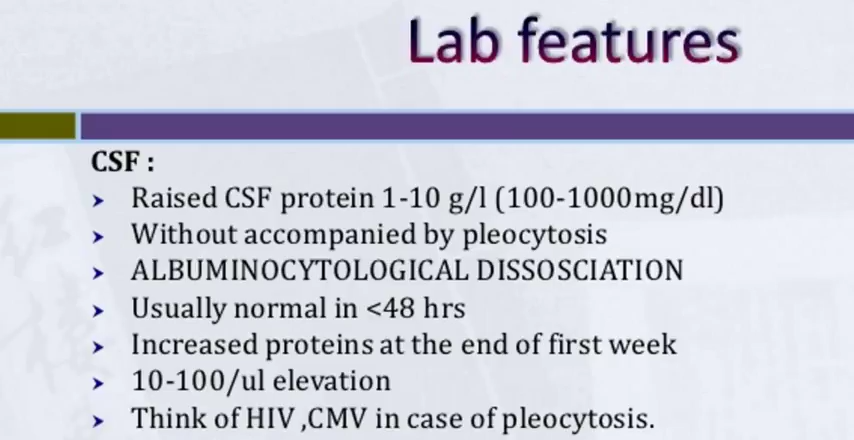 Lab features
CSF :
Raised CSF protein 1-10 g/l (100-1000mg/dl)
Without accompanied by pleocytosis
ALBUMINOCYTOLOGICAL DISSOSCIATION
Usually normal in <48 hrs
Increased proteins at the end of first week
10-100/ul elevation
Think of HIV ,CMV in case of pleocytosis.